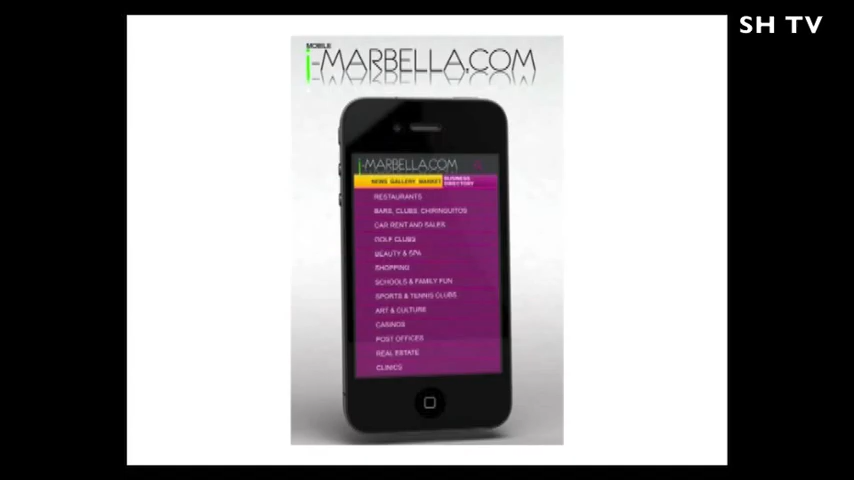 SH TV
MOBILE
i-MARBELLA.COM
i-MARBELLA.COM
NEWS GALLERY MARKET BUSINESS DIRECTORY
RESTAURANTS
BARS, CLUBS, CHIRINGUITOS
CAR RENT AND SALES
GOLF CLUBS
BEAUTY & SPA
SHOPPING
SCHOOLS & FAMILY FUN
SPORTS & TENNIS CLUBS
ART & CULTURE
CASINOS
POST OFFICES
REAL ESTATE
CLINICS